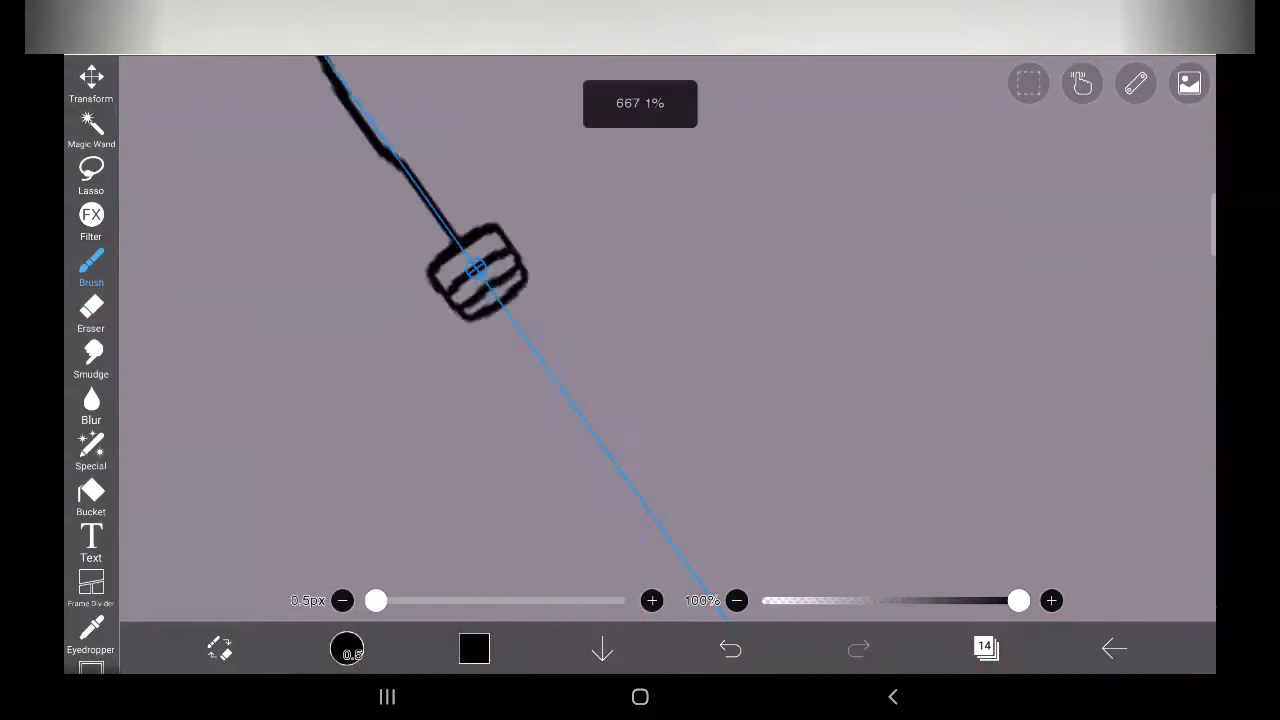 667 1%
Transform
Magic Wand
Lasso
FX
Filter
Brush
Eraser
Smudge
Blur
Special
Bucket
T
Text
Frame Divider
Eyedropper
0.5px
100%
0.5
14